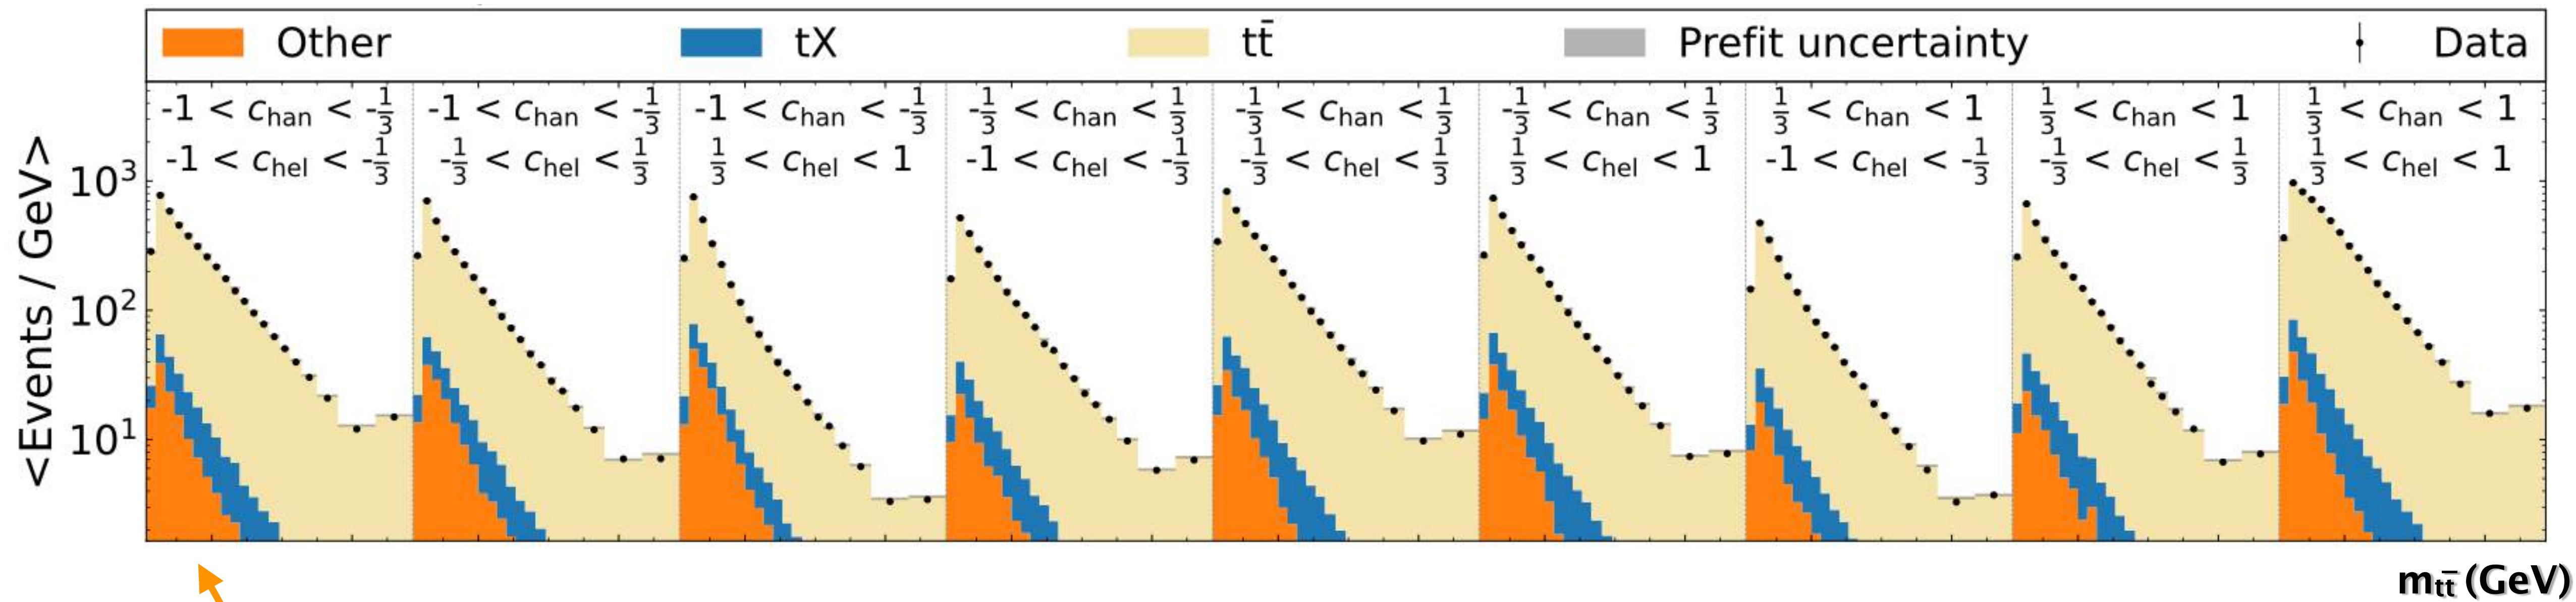 Other tX tt̄ Prefit uncertainty Data
-1 < c_han < -1/3 -1 < c_han < -1/3 -1 < c_han < -1/3 -1/3 < c_han < 1/3 -1/3 < c_han < 1/3 -1/3 < c_han < 1/3 1/3 < c_han < 1 1/3 < c_han < 1 1/3 < c_han < 1
-1 < c_hel < -1/3 -1/3 < c_hel < 1/3 1/3 < c_hel < 1 -1 < c_hel < -1/3 -1/3 < c_hel < 1/3 1/3 < c_hel < 1 -1 < c_hel < -1/3 -1/3 < c_hel < 1/3 1/3 < c_hel < 1
<Events / GeV>
10³
10²
10¹
m_tt̄ (GeV)